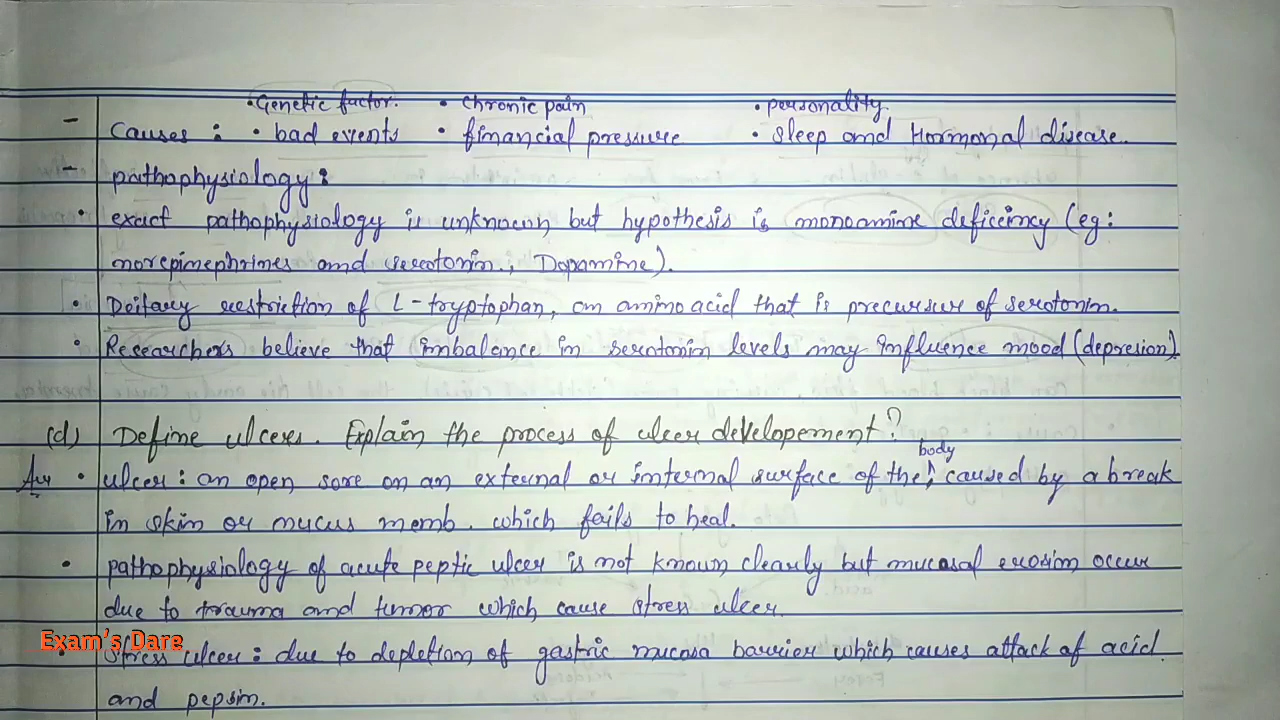 • Genetic factor. • chronic pain • personality.
- Causes : • bad events • financial pressure • sleep and Hormonal disease.
- pathophysiology :
• exact pathophysiology is unknown but hypothesis is monoamine deficeincy (eg:
norepinephrines and serotonin, Dopamine).
• Deitary restriction of L-tryptophan, an amino acid that is precursur of serotonin.
• Researchers believe that imbalance in serotonin levels may influence mood (depresion)
(d) Define ulcers. Explain the process of ulcer developement?
body
Ans • ulcer : an open sore on an external or internal surface of the, caused by a break
in skin or mucus memb. which fails to heal.
• pathophysiology of acute peptic ulcer is not known clearly but mucosal erosion occur
due to trauma and tumor which cause stress ulcer.
Exam's Dare
• Stress ulcer : due to depletion of gastric mucosa barrier which causes attack of acid
and pepsin.